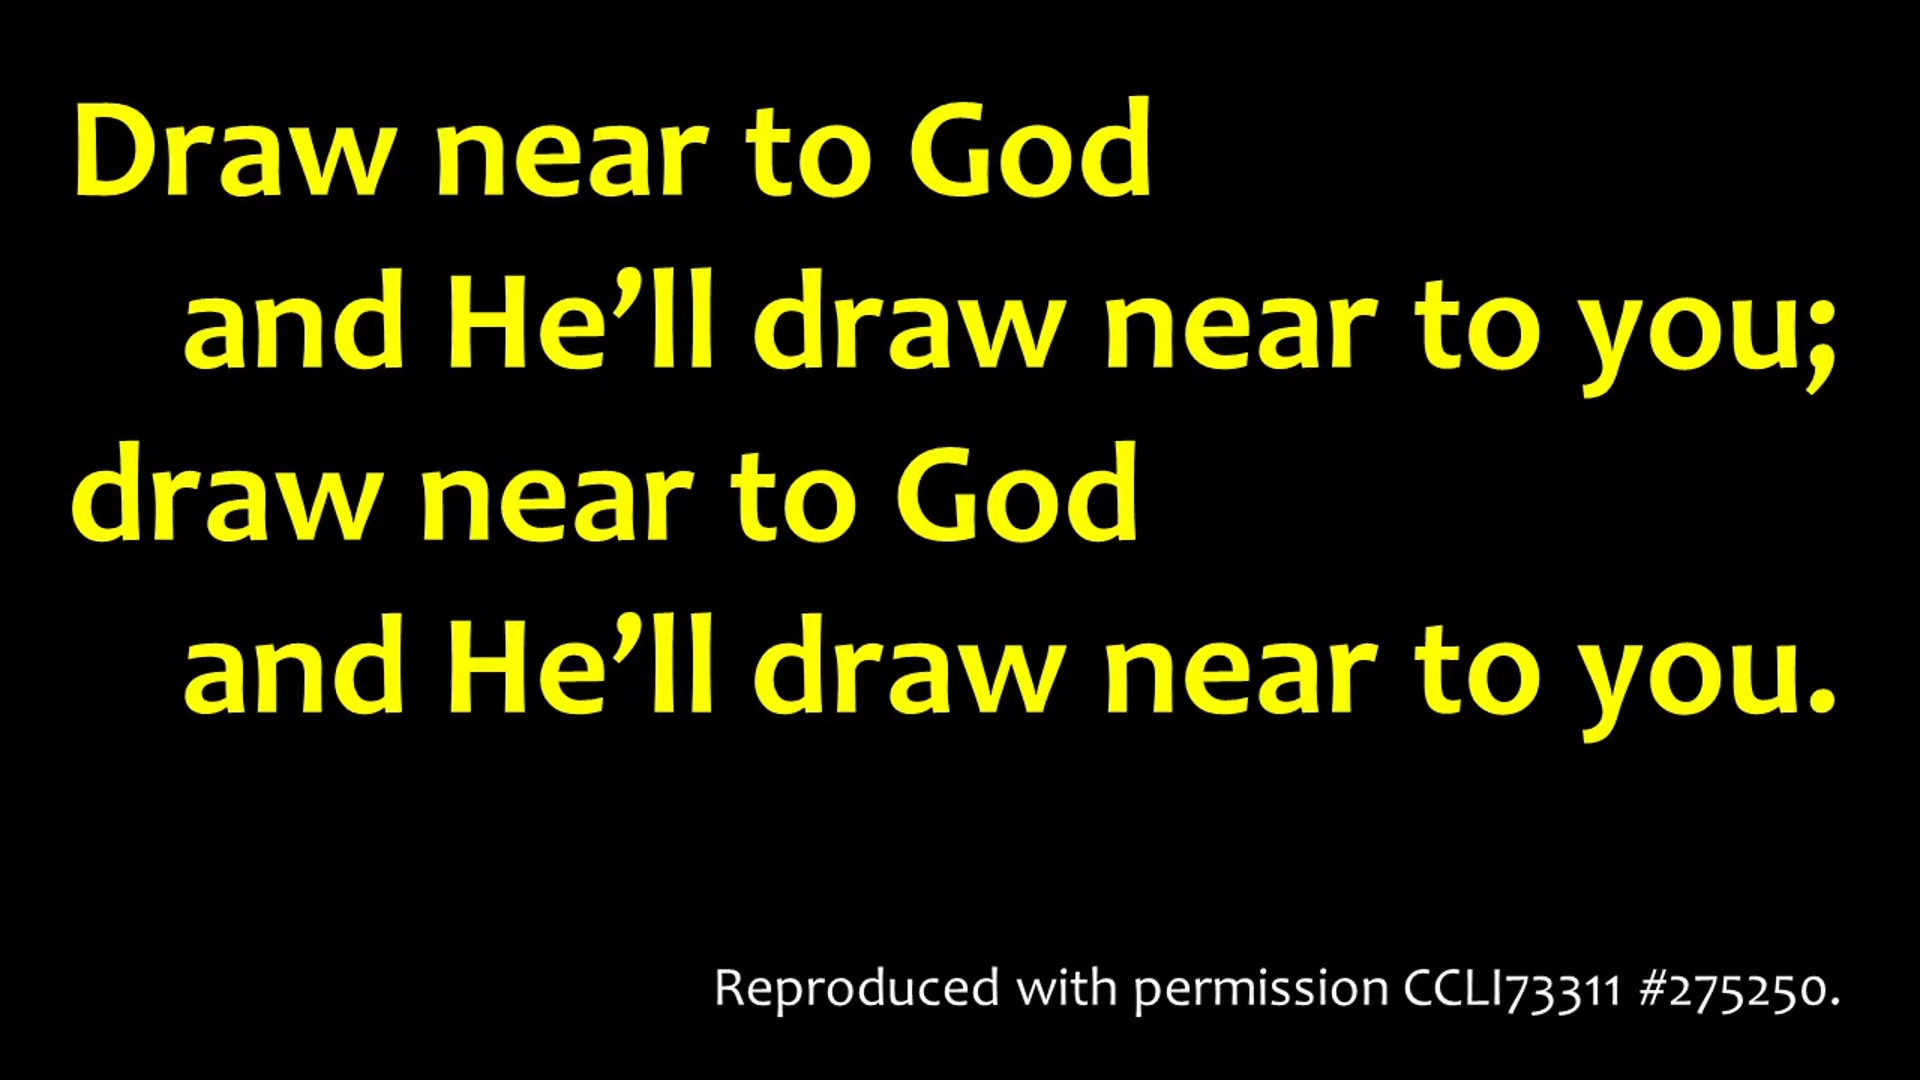 Draw near to God
and He’ll draw near to you;
draw near to God
and He’ll draw near to you.
Reproduced with permission CCLI73311 #275250.